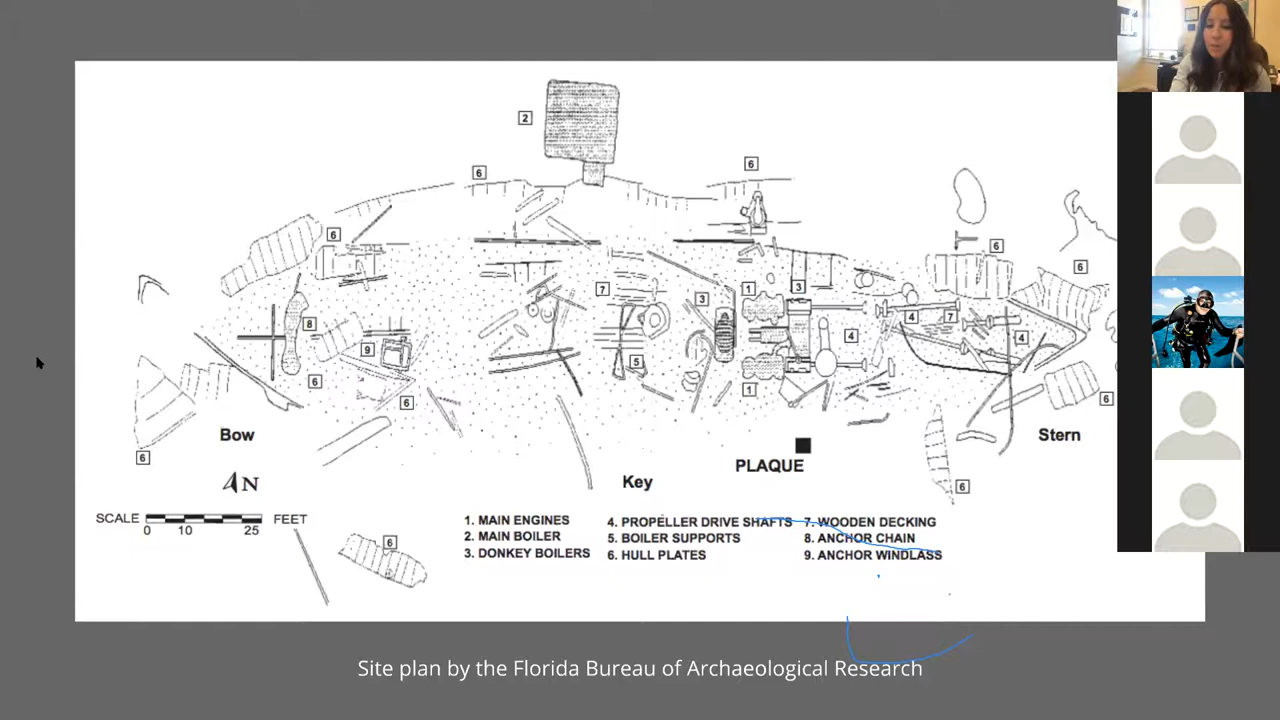 2
6
6
6
6
6
7
3
1
3
8
4
4
7
4
9
5
6
1
6
6
Bow
PLAQUE
Stern
6
6
N
Key
SCALE
FEET
0 10 25
6
1. MAIN ENGINES
2. MAIN BOILER
3. DONKEY BOILERS
4. PROPELLER DRIVE SHAFTS
5. BOILER SUPPORTS
6. HULL PLATES
7. WOODEN DECKING
8. ANCHOR CHAIN
9. ANCHOR WINDLASS
Site plan by the Florida Bureau of Archaeological Research